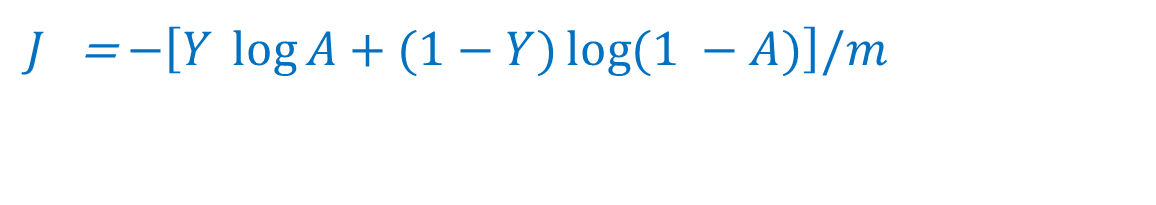 J = −[Y log A + (1 − Y) log(1 − A)]/m